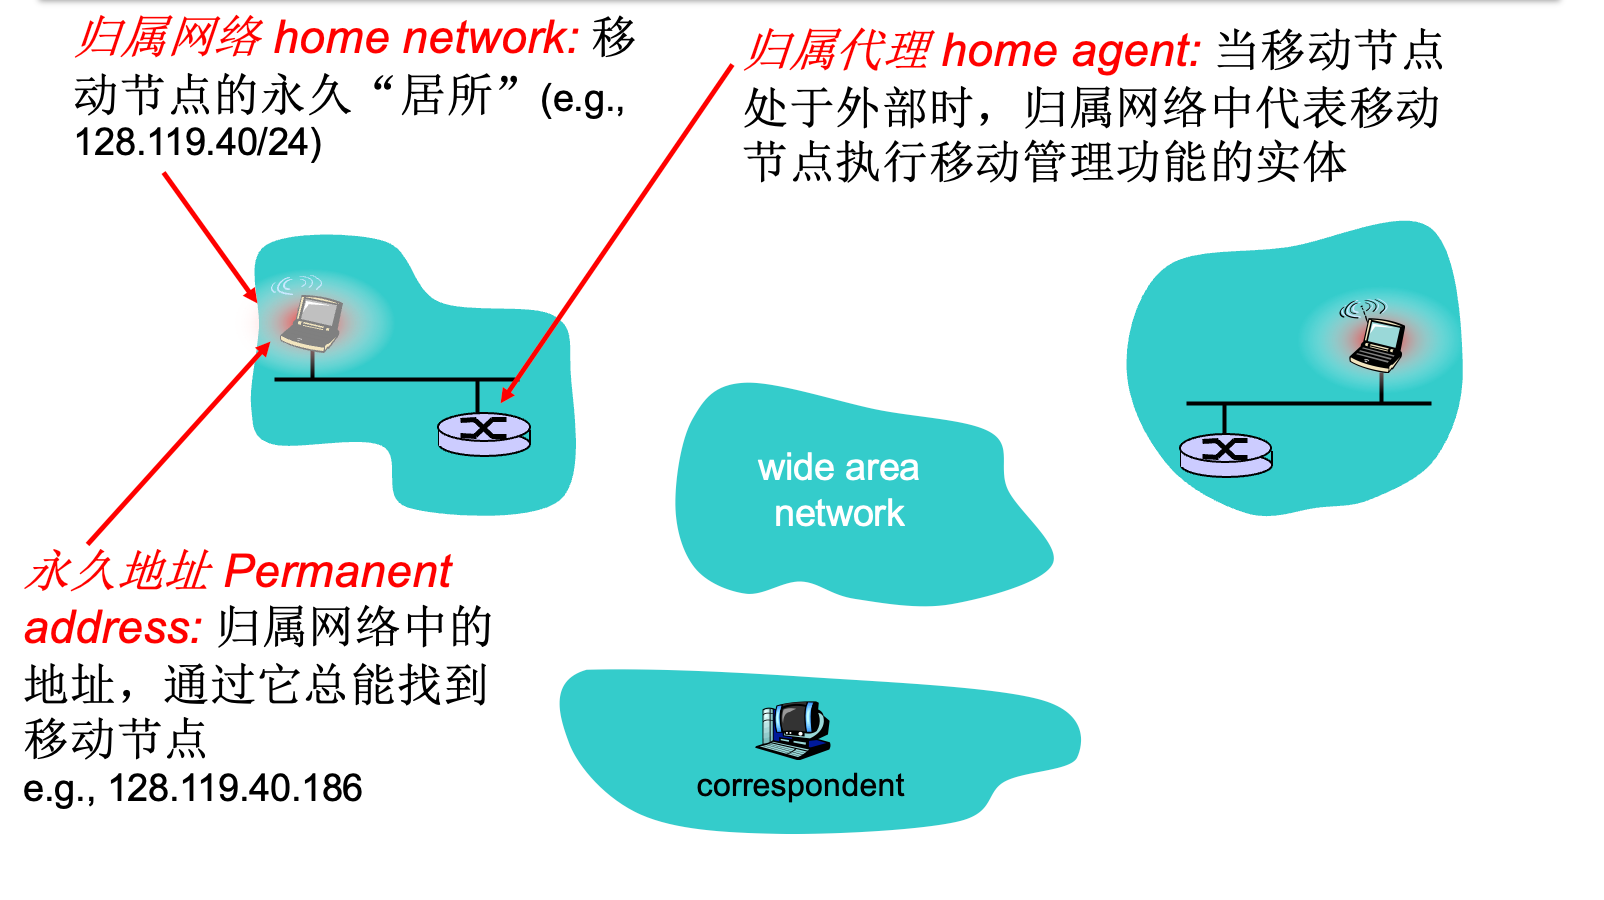 归属网络 home network: 移
动节点的永久“居所”(e.g.,
128.119.40/24)
归属代理 home agent: 当移动节点
处于外部时，归属网络中代表移动
节点执行移动管理功能的实体
wide area
network
永久地址 Permanent
address: 归属网络中的
地址，通过它总能找到
移动节点
e.g., 128.119.40.186
correspondent